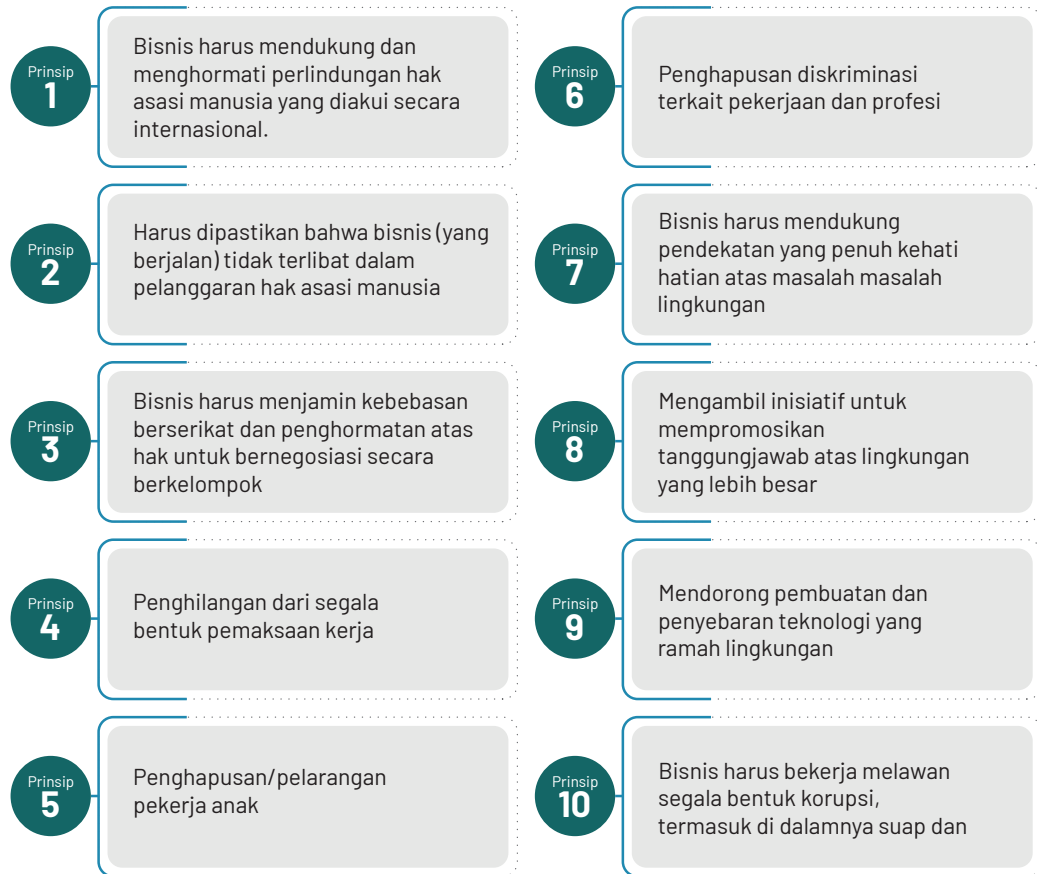 Prinsip
1
Bisnis harus mendukung dan
menghormati perlindungan hak
asasi manusia yang diakui secara
internasional.
Prinsip
2
Harus dipastikan bahwa bisnis (yang
berjalan) tidak terlibat dalam
pelanggaran hak asasi manusia
Prinsip
3
Bisnis harus menjamin kebebasan
berserikat dan penghormatan atas
hak untuk bernegosiasi secara
berkelompok
Prinsip
4
Penghilangan dari segala
bentuk pemaksaan kerja
Prinsip
5
Penghapusan/pelarangan
pekerja anak
Prinsip
6
Penghapusan diskriminasi
terkait pekerjaan dan profesi
Prinsip
7
Bisnis harus mendukung
pendekatan yang penuh kehati
hatian atas masalah masalah
lingkungan
Prinsip
8
Mengambil inisiatif untuk
mempromosikan
tanggungjawab atas lingkungan
yang lebih besar
Prinsip
9
Mendorong pembuatan dan
penyebaran teknologi yang
ramah lingkungan
Prinsip
10
Bisnis harus bekerja melawan
segala bentuk korupsi,
termasuk di dalamnya suap dan